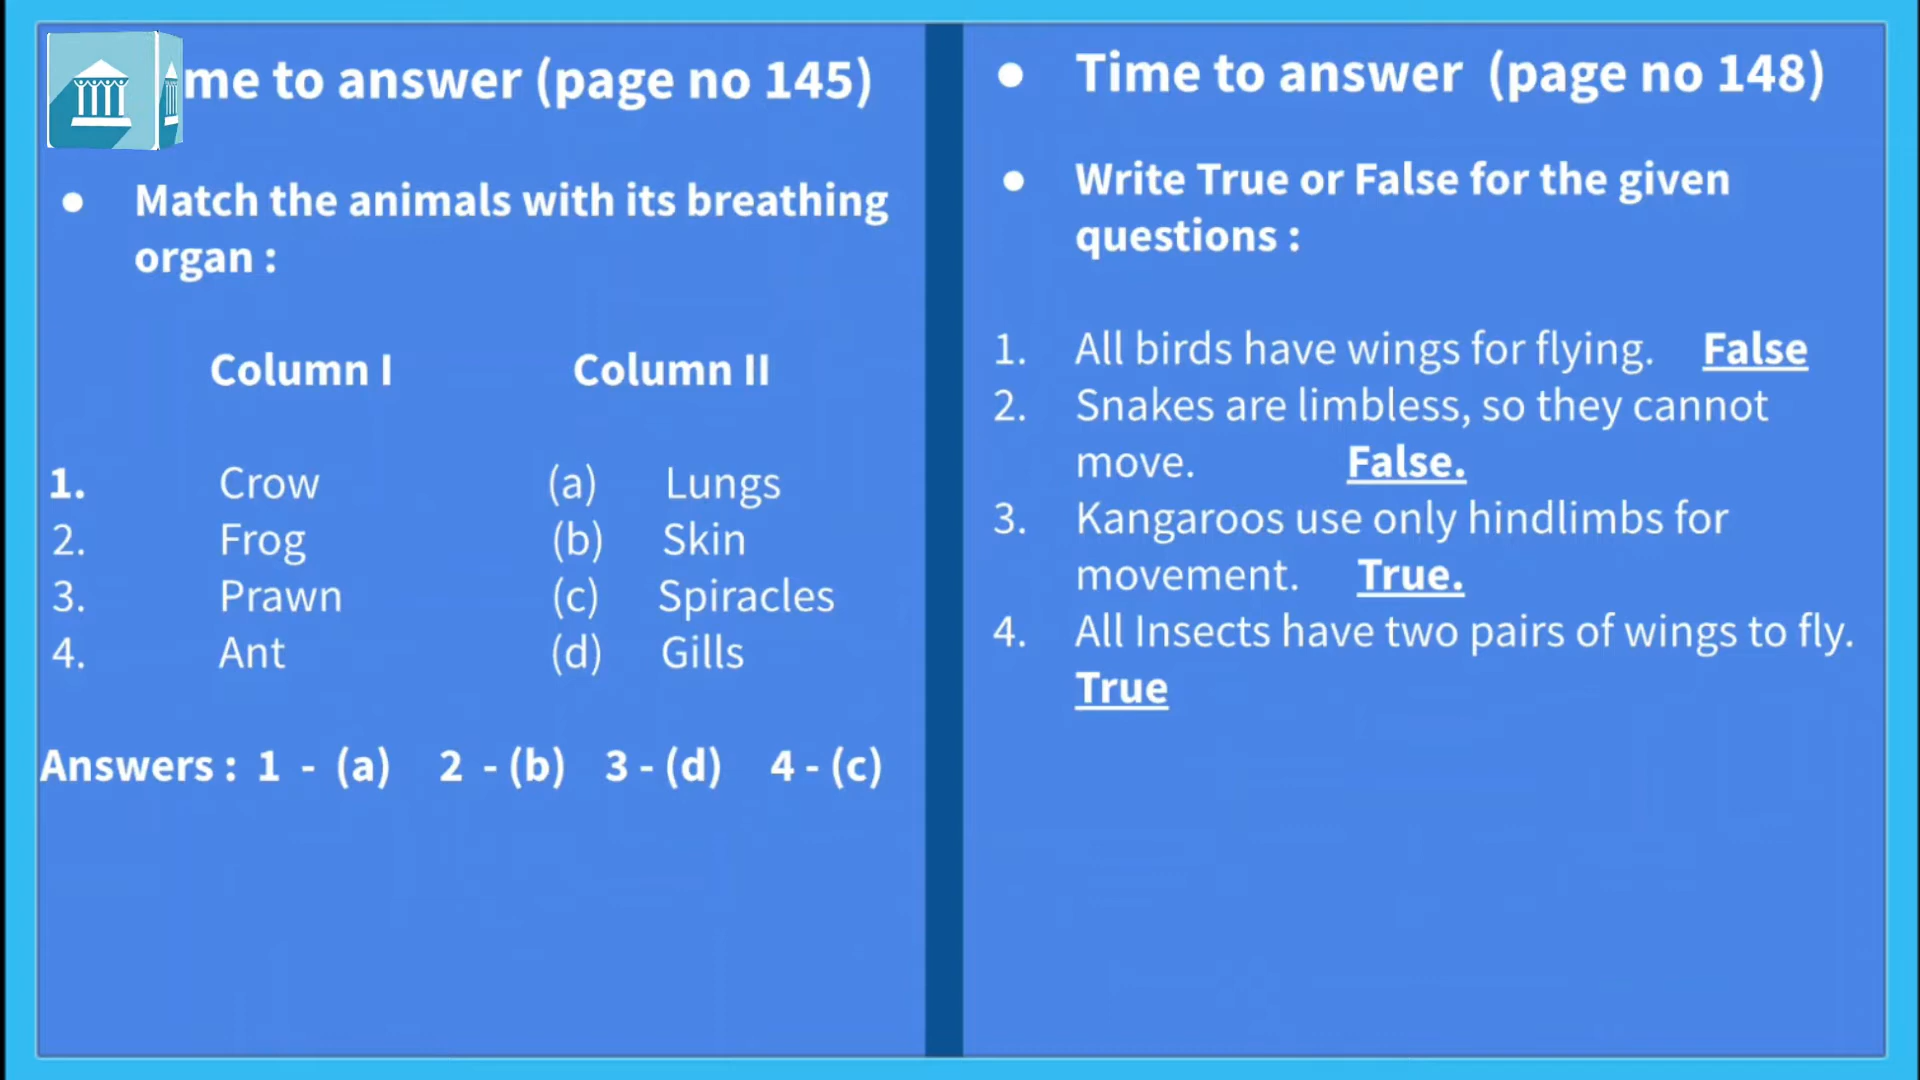 me to answer (page no 145)
● Match the animals with its breathing
organ :
Column I Column II
1. Crow (a) Lungs
2. Frog (b) Skin
3. Prawn (c) Spiracles
4. Ant (d) Gills
Answers : 1 - (a) 2 - (b) 3 - (d) 4 - (c)
● Time to answer (page no 148)
● Write True or False for the given
questions :
1. All birds have wings for flying. False
2. Snakes are limbless, so they cannot
move. False.
3. Kangaroos use only hindlimbs for
movement. True.
4. All Insects have two pairs of wings to fly.
True